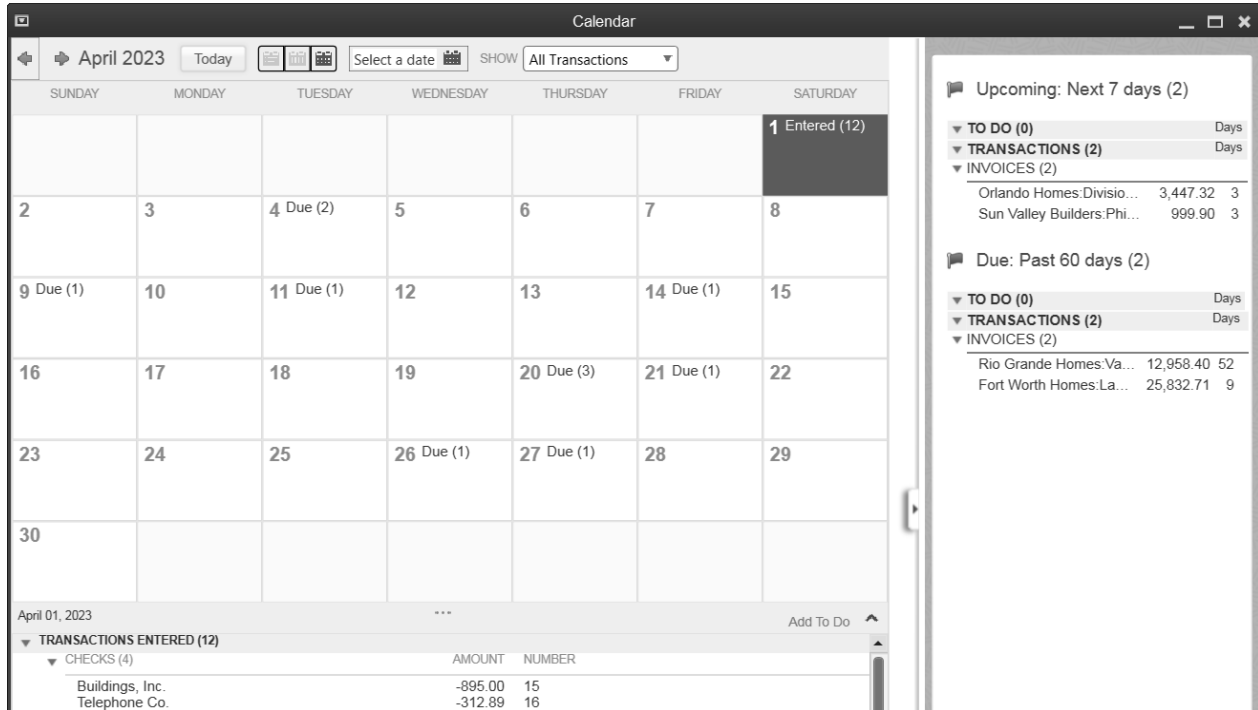 Calendar
April 2023 Today Select a date SHOW All Transactions
SUNDAY MONDAY TUESDAY WEDNESDAY THURSDAY FRIDAY SATURDAY
1 Entered (12)
2 3 4 Due (2) 5 6 7 8
9 Due (1) 10 11 Due (1) 12 13 14 Due (1) 15
16 17 18 19 20 Due (3) 21 Due (1) 22
23 24 25 26 Due (1) 27 Due (1) 28 29
30
April 01, 2023 Add To Do
TRANSACTIONS ENTERED (12)
CHECKS (4) AMOUNT NUMBER
Buildings, Inc. -895.00 15
Telephone Co. -312.89 16
Upcoming: Next 7 days (2)
TO DO (0) Days
TRANSACTIONS (2) Days
INVOICES (2)
Orlando Homes:Divisio... 3,447.32 3
Sun Valley Builders:Phi... 999.90 3
Due: Past 60 days (2)
TO DO (0) Days
TRANSACTIONS (2) Days
INVOICES (2)
Rio Grande Homes:Va... 12,958.40 52
Fort Worth Homes:La... 25,832.71 9